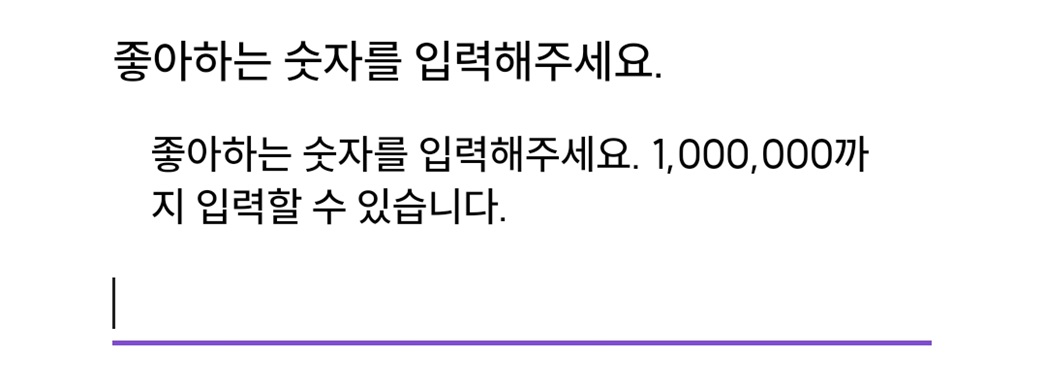 좋아하는 숫자를 입력해주세요.
좋아하는 숫자를 입력해주세요. 1,000,000까
지 입력할 수 있습니다.